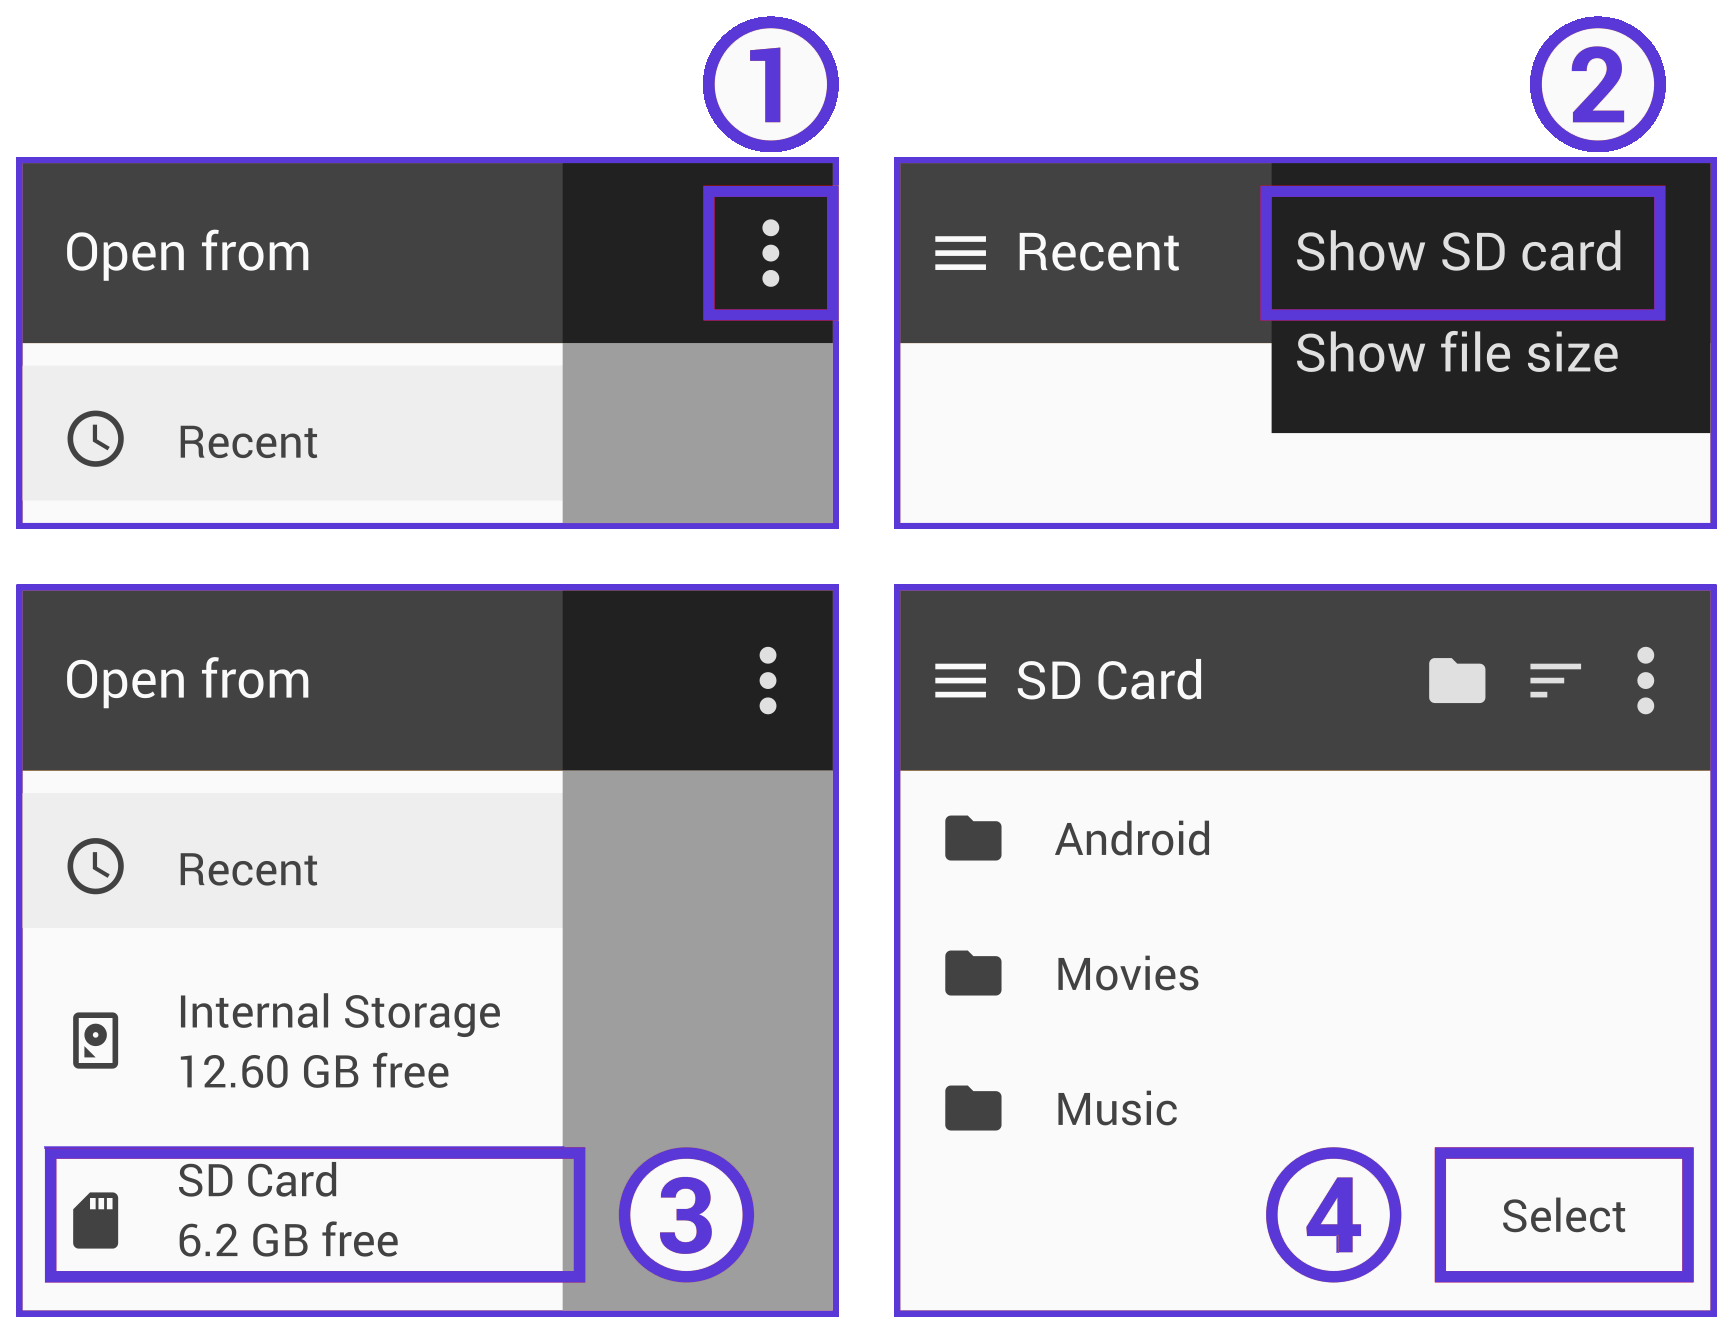 1
Open from
Recent
2
Recent
Show SD card
Show file size
Open from
Recent
Internal Storage
12.60 GB free
SD Card
6.2 GB free
3
SD Card
Android
Movies
Music
4
Select